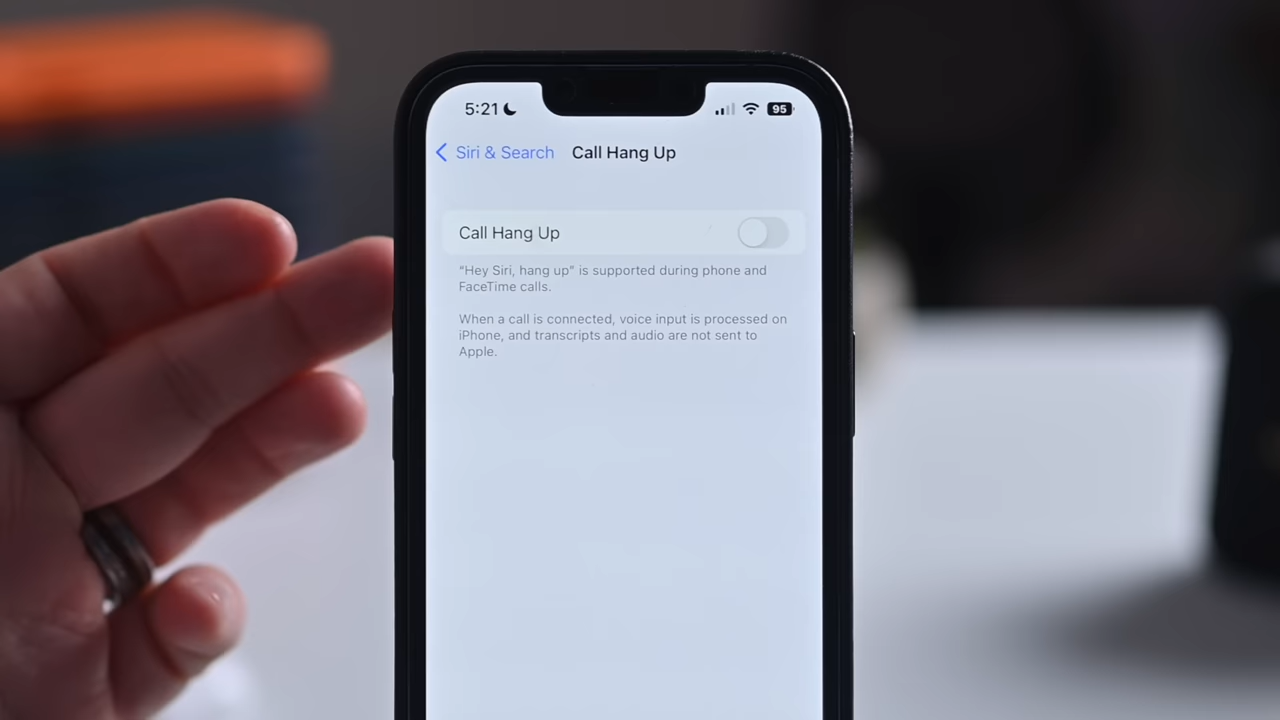 5:21 95
Siri & Search Call Hang Up
Call Hang Up
“Hey Siri, hang up” is supported during phone and
FaceTime calls.
When a call is connected, voice input is processed on
iPhone, and transcripts and audio are not sent to
Apple.